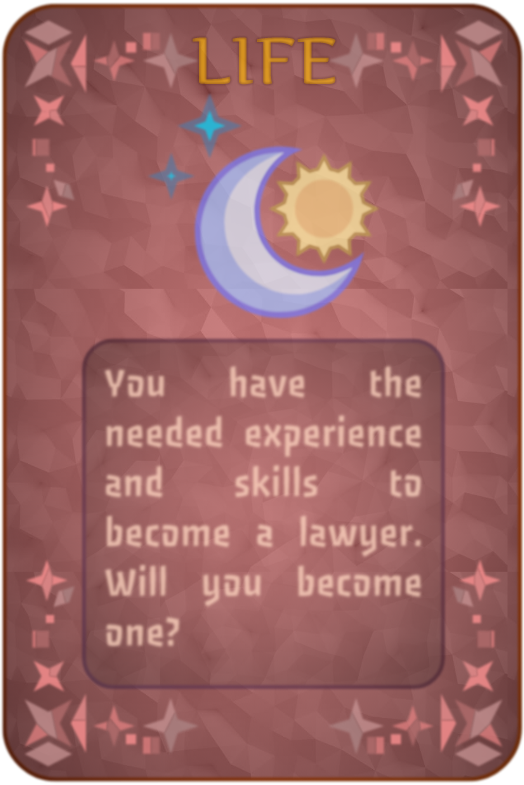 LIFE
You have the
needed experience
and skills to
become a lawyer.
Will you become
one?